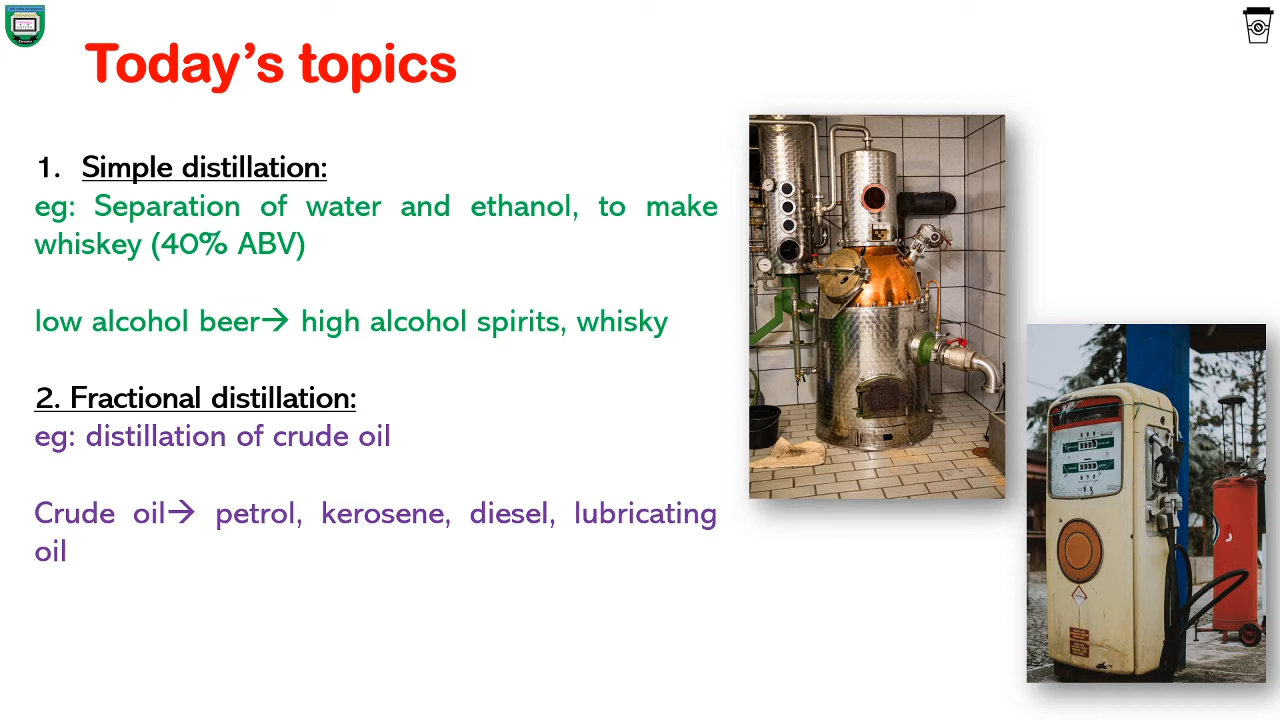 Today's topics
1. Simple distillation:
eg: Separation of water and ethanol, to make
whiskey (40% ABV)
low alcohol beer→ high alcohol spirits, whisky
2. Fractional distillation:
eg: distillation of crude oil
Crude oil→ petrol, kerosene, diesel, lubricating
oil